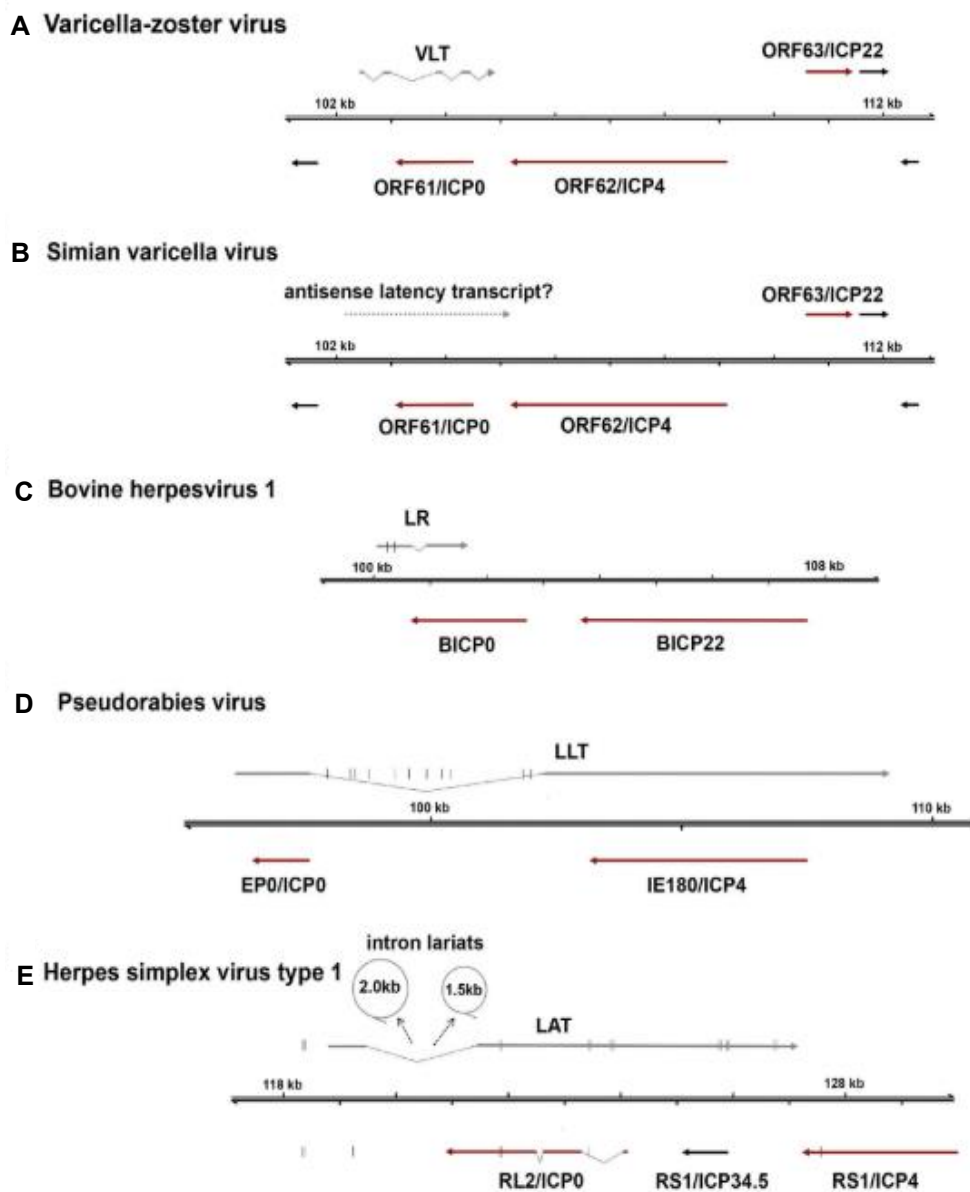 A Varicella-zoster virus
VLT
ORF63/ICP22
102 kb
112 kb
ORF61/ICP0
ORF62/ICP4
B Simian varicella virus
antisense latency transcript?
ORF63/ICP22
102 kb
112 kb
ORF61/ICP0
ORF62/ICP4
C Bovine herpesvirus 1
LR
100 kb
108 kb
BICP0
BICP22
D Pseudorabies virus
LLT
100 kb
110 kb
EP0/ICP0
IE180/ICP4
intron lariats
E Herpes simplex virus type 1
2.0kb
1.5kb
LAT
118 kb
128 kb
RL2/ICP0
RS1/ICP34.5
RS1/ICP4